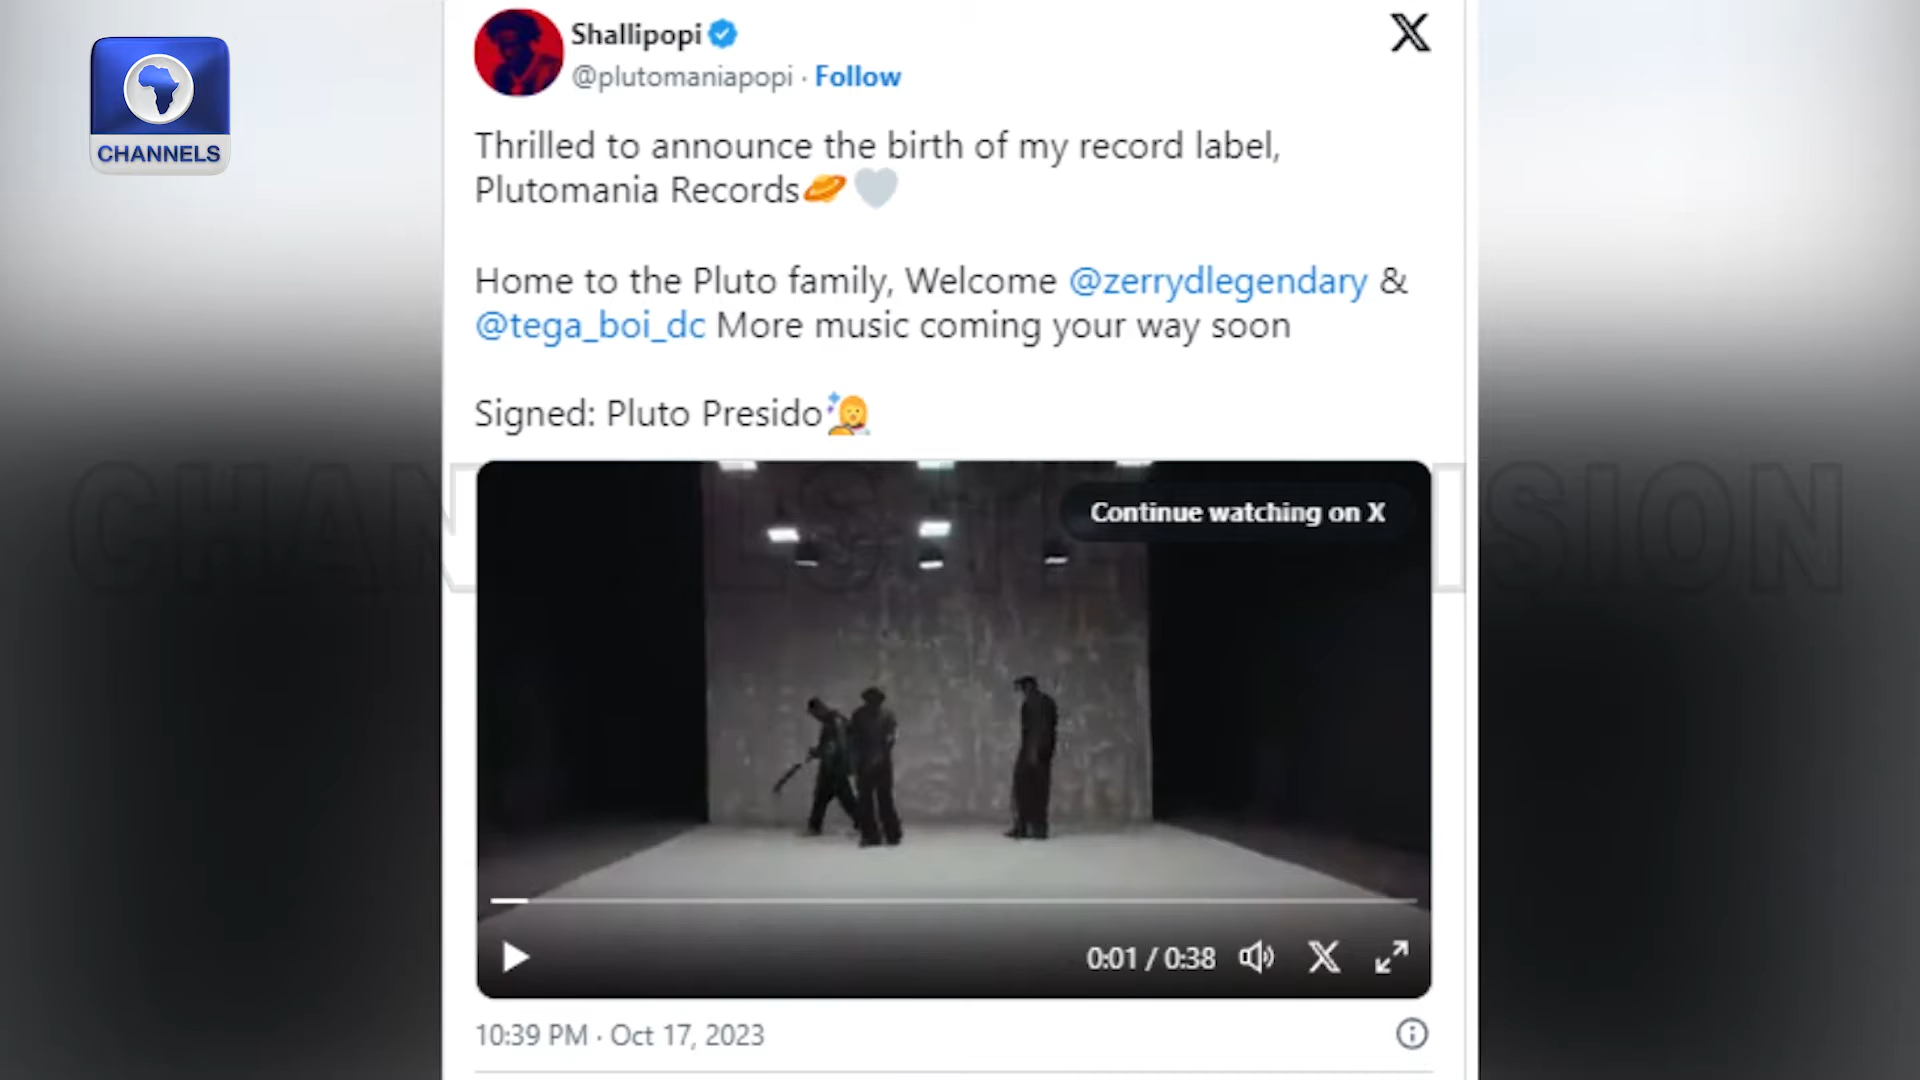 CHANNELS
Shallipopi
@plutomaniapopi · Follow
Thrilled to announce the birth of my record label,
Plutomania Records🪐🤍
Home to the Pluto family, Welcome @zerrydlegendary &
@tega_boi_dc More music coming your way soon
Signed: Pluto Presido
CHANNELS TELEVISION
Continue watching on X
0:01 / 0:38
10:39 PM · Oct 17, 2023